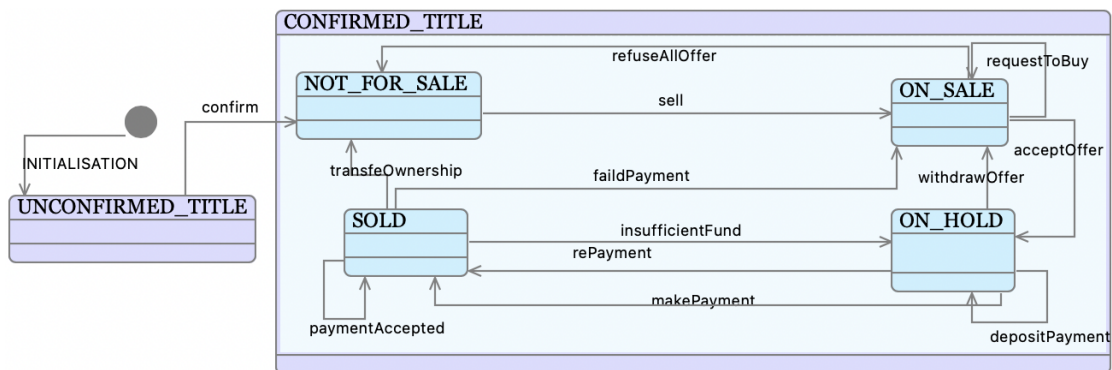 CONFIRMED_TITLE
refuseAllOffer
requestToBuy
NOT_FOR_SALE
ON_SALE
sell
confirm
INITIALISATION
acceptOffer
transfeOwnership
faildPayment
withdrawOffer
UNCONFIRMED_TITLE
SOLD
ON_HOLD
insufficientFund
rePayment
makePayment
paymentAccepted
depositPayment